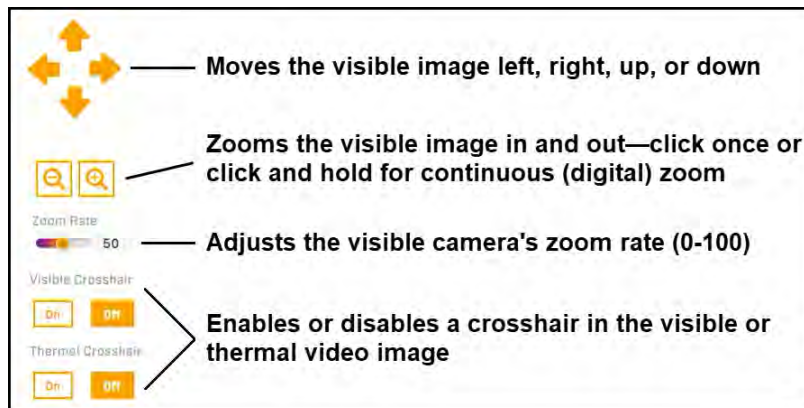 Moves the visible image left, right, up, or down
Zooms the visible image in and out—click once or
click and hold for continuous (digital) zoom
Zoom Rate
50
Adjusts the visible camera's zoom rate (0-100)
Visible Crosshair
On Off
Enables or disables a crosshair in the visible or
thermal video image
Thermal Crosshair
On Off